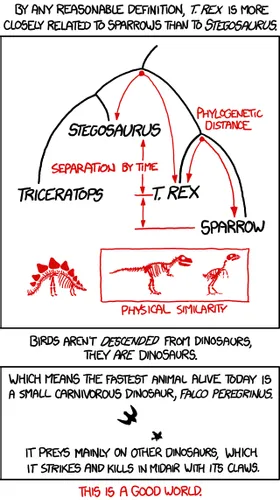 BY ANY REASONABLE DEFINITION, T. REX IS MORE
CLOSELY RELATED TO SPARROWS THAN TO STEGOSAURUS.
PHYLOGENETIC
DISTANCE
STEGOSAURUS
SEPARATION BY TIME
TRICERATOPS
T. REX
SPARROW
PHYSICAL SIMILARITY
BIRDS AREN'T DESCENDED FROM DINOSAURS,
THEY ARE DINOSAURS.
WHICH MEANS THE FASTEST ANIMAL ALIVE TODAY IS
A SMALL CARNIVOROUS DINOSAUR, FALCO PEREGRINUS.
IT PREYS MAINLY ON OTHER DINOSAURS, WHICH
IT STRIKES AND KILLS IN MIDAIR WITH ITS CLAWS.
THIS IS A GOOD WORLD.